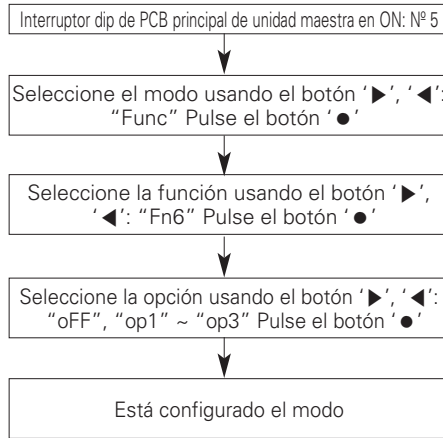 Interruptor dip de PCB principal de unidad maestra en ON: Nº 5
Seleccione el modo usando el botón ‘▶’, ‘◀’:
“Func” Pulse el botón ‘●’
Seleccione la función usando el botón ‘▶’,
‘◀’: “Fn6” Pulse el botón ‘●’
Seleccione la opción usando el botón ‘▶’, ‘◀’:
“oFF”, “op1” ~ “op3” Pulse el botón ‘●’
Está configurado el modo